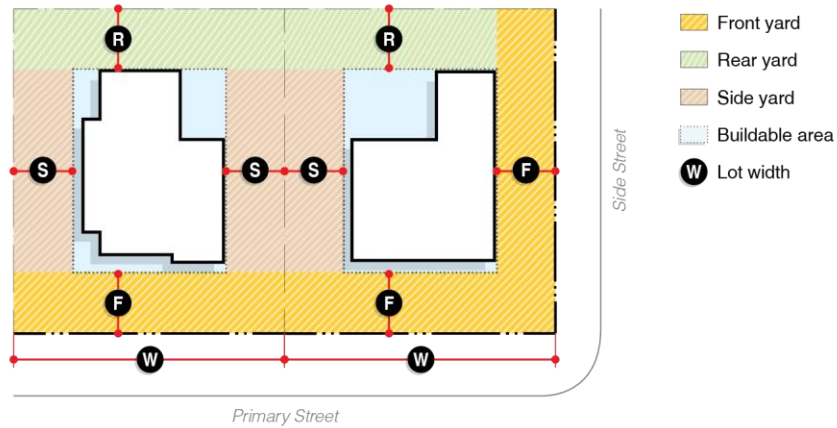 R
R
Front yard
Rear yard
Side yard
Buildable area
W Lot width
S
S
S
F
Side Street
F
F
W
W
Primary Street